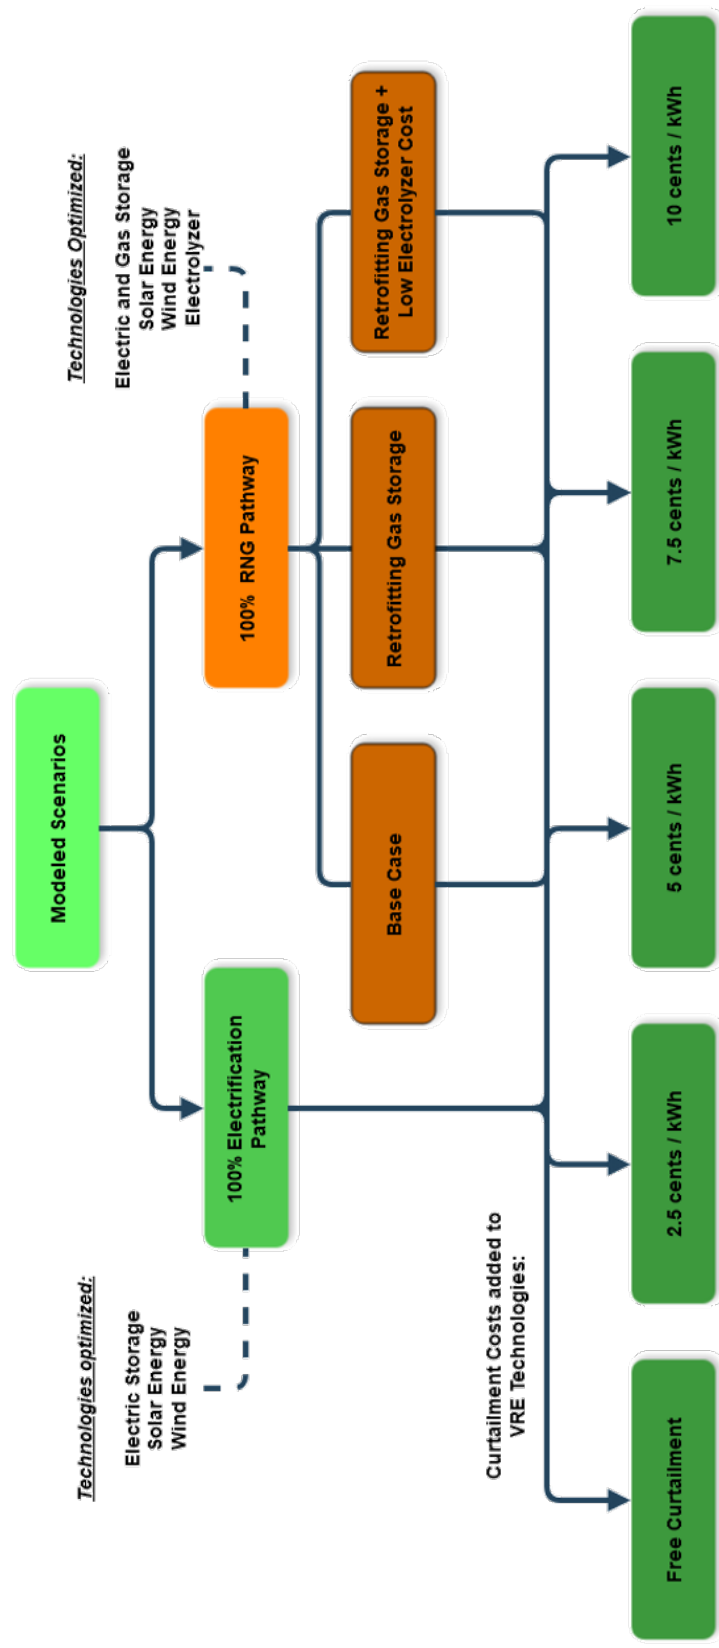 Modeled Scenarios
Technologies optimized:
Electric Storage
Solar Energy
Wind Energy
100% Electrification
Pathway
100% RNG Pathway
Technologies Optimized:
Electric and Gas Storage
Solar Energy
Wind Energy
Electrolyzer
Base Case
Retrofitting Gas Storage
Retrofitting Gas Storage +
Low Electrolyzer Cost
Curtailment Costs added to
VRE Technologies:
Free Curtailment
2.5 cents / kWh
5 cents / kWh
7.5 cents / kWh
10 cents / kWh